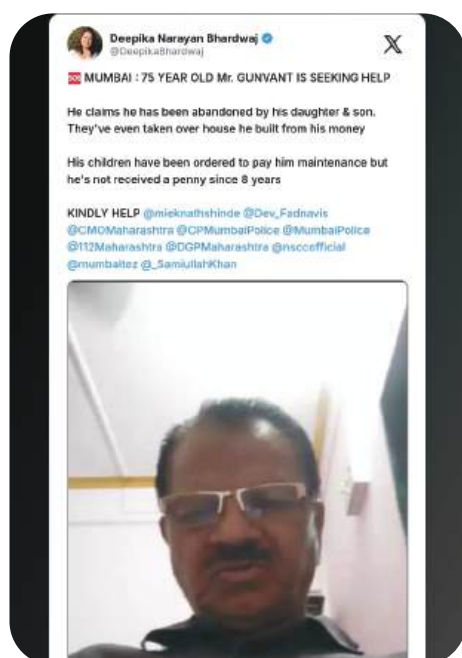 Deepika Narayan Bhardwaj
@DeepikaBhardwaj
X
SOS MUMBAI : 75 YEAR OLD Mr. GUNVANT IS SEEKING HELP
He claims he has been abandoned by his daughter & son.
They've even taken over house he built from his money
His children have been ordered to pay him maintenance but
he's not received a penny since 8 years
KINDLY HELP @mieknathshinde @Dev_Fadnavis
@CMOMaharashtra @CPMumbaiPolice @MumbaiPolice
@112Maharashtra @DGPMaharashtra @nsccofficial
@mumbaitez @_SamiullahKhan